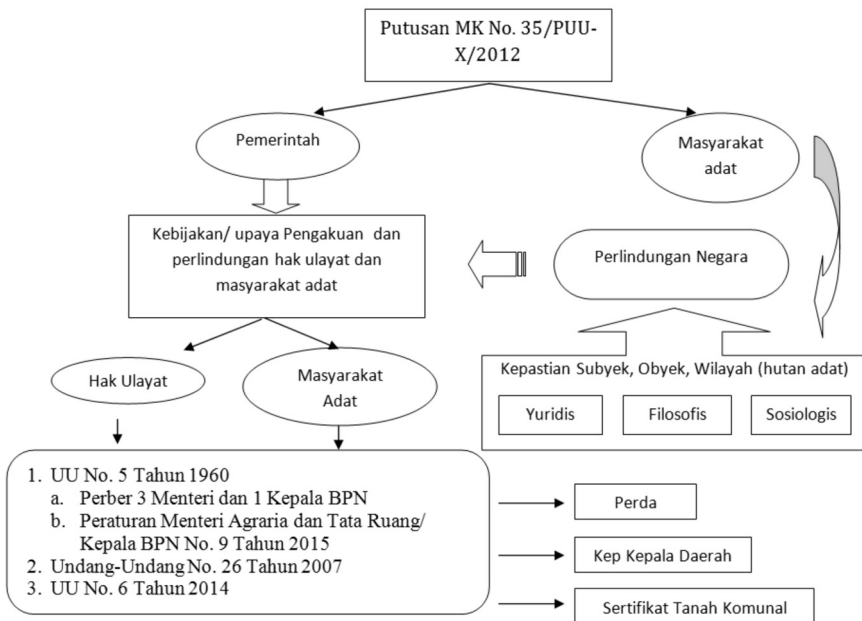 Putusan MK No. 35/PUU-
X/2012
Pemerintah
Masyarakat
adat
Kebijakan/ upaya Pengakuan dan
perlindungan hak ulayat dan
masyarakat adat
Perlindungan Negara
Hak Ulayat
Masyarakat
Adat
Kepastian Subyek, Obyek, Wilayah (hutan adat)
Yuridis
Filosofis
Sosiologis
1. UU No. 5 Tahun 1960
a. Perber 3 Menteri dan 1 Kepala BPN
b. Peraturan Menteri Agraria dan Tata Ruang/
Kepala BPN No. 9 Tahun 2015
2. Undang-Undang No. 26 Tahun 2007
3. UU No. 6 Tahun 2014
Perda
Kep Kepala Daerah
Sertifikat Tanah Komunal